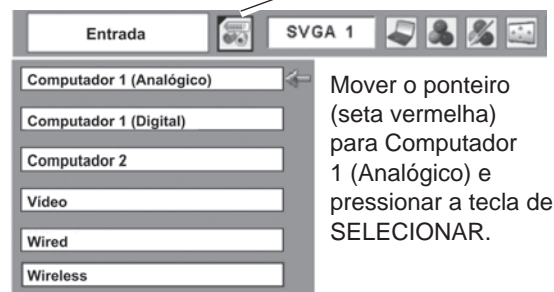 Entrada
SVGA 1
Computador 1 (Analógico)
Computador 1 (Digital)
Computador 2
Vídeo
Wired
Wireless
Mover o ponteiro
(seta vermelha)
para Computador
1 (Analógico) e
pressionar a tecla de
SELECIONAR.